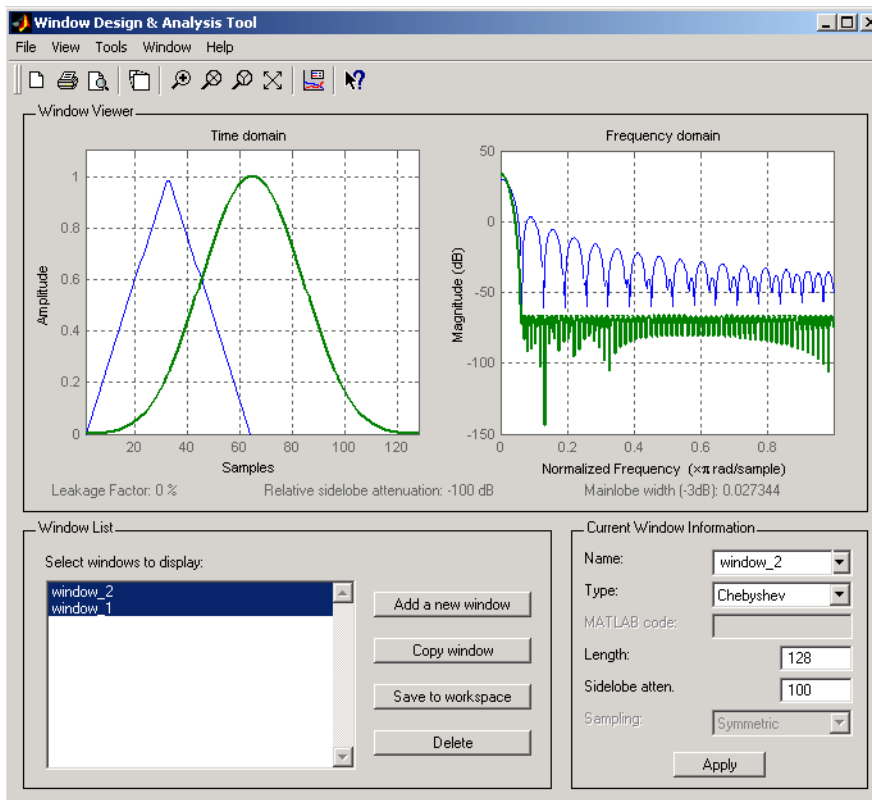 Window Design & Analysis Tool
File View Tools Window Help
Window Viewer
Time domain
1
0.8
0.6
0.4
0.2
0
Amplitude
20 40 60 80 100 120
Samples
Frequency domain
50
0
-50
-100
-150
Magnitude (dB)
0 0.2 0.4 0.6 0.8
Normalized Frequency (×π rad/sample)
Leakage Factor: 0 % Relative sidelobe attenuation: -100 dB Mainlobe width (-3dB): 0.027344
Window List
Select windows to display:
window_2
window_1
Add a new window
Copy window
Save to workspace
Delete
Current Window Information
Name: window_2
Type: Chebyshev
MATLAB code:
Length: 128
Sidelobe atten. 100
Sampling: Symmetric
Apply